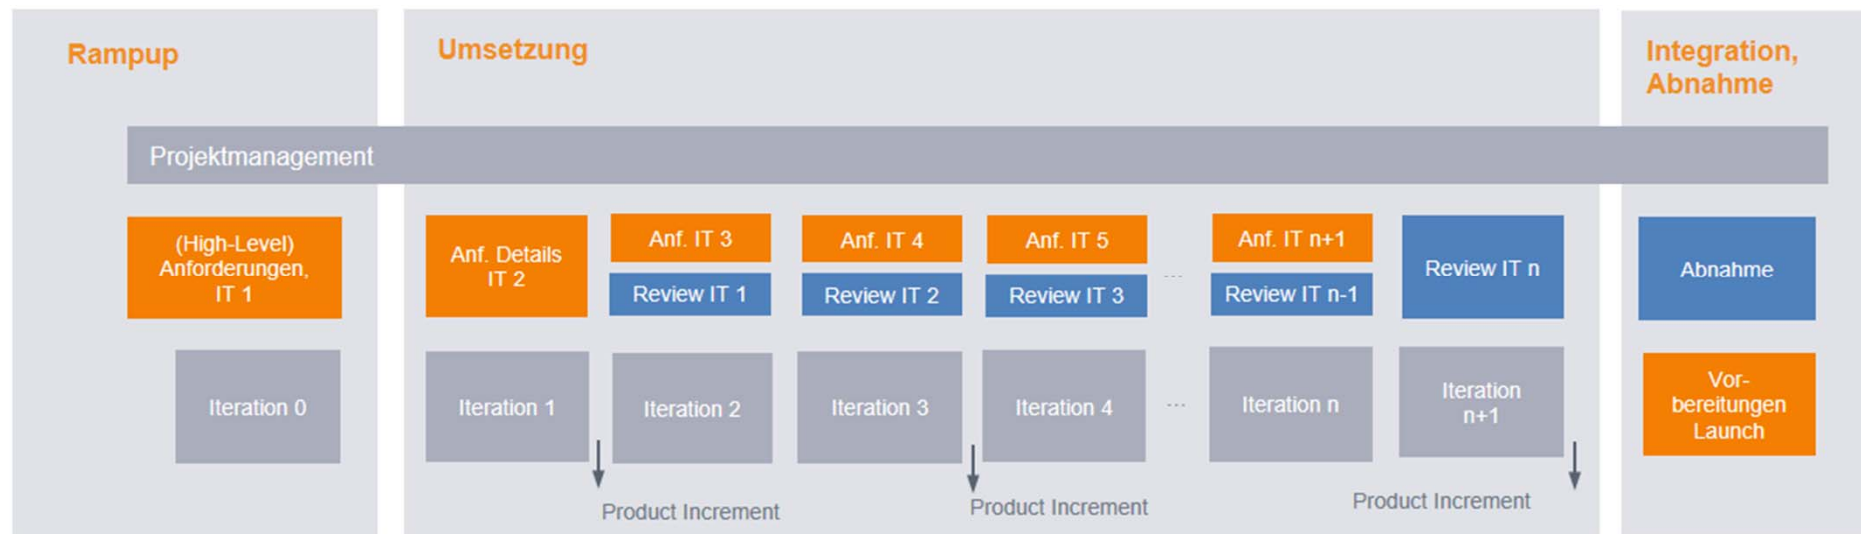 Rampup
Umsetzung
Integration,
Abnahme
Projektmanagement
(High-Level)
Anforderungen,
IT 1
Anf. Details
IT 2
Anf. IT 3
Review IT 1
Anf. IT 4
Review IT 2
Anf. IT 5
Review IT 3
...
Anf. IT n+1
Review IT n-1
Review IT n
Abnahme
Iteration 0
Iteration 1
Iteration 2
Iteration 3
Iteration 4
...
Iteration n
Iteration
n+1
Vor-
bereitungen
Launch
Product Increment
Product Increment
Product Increment